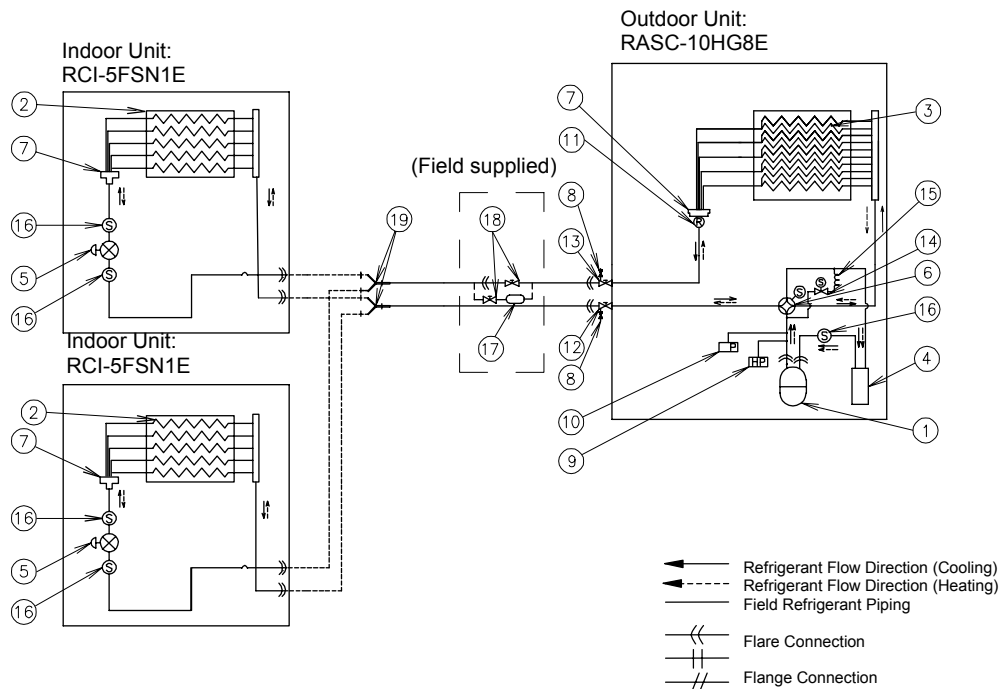 Outdoor Unit:
RASC-10HG8E
Indoor Unit:
RCI-5FSN1E
2
7
16
5
16
(Field supplied)
19
18
17
8
13
12
8
7
11
3
15
14
6
16
4
1
10
9
R
S
S
S
S
P
HP
Indoor Unit:
RCI-5FSN1E
2
7
16
5
16
S
S
Refrigerant Flow Direction (Cooling)
Refrigerant Flow Direction (Heating)
Field Refrigerant Piping
Flare Connection
Flange Connection